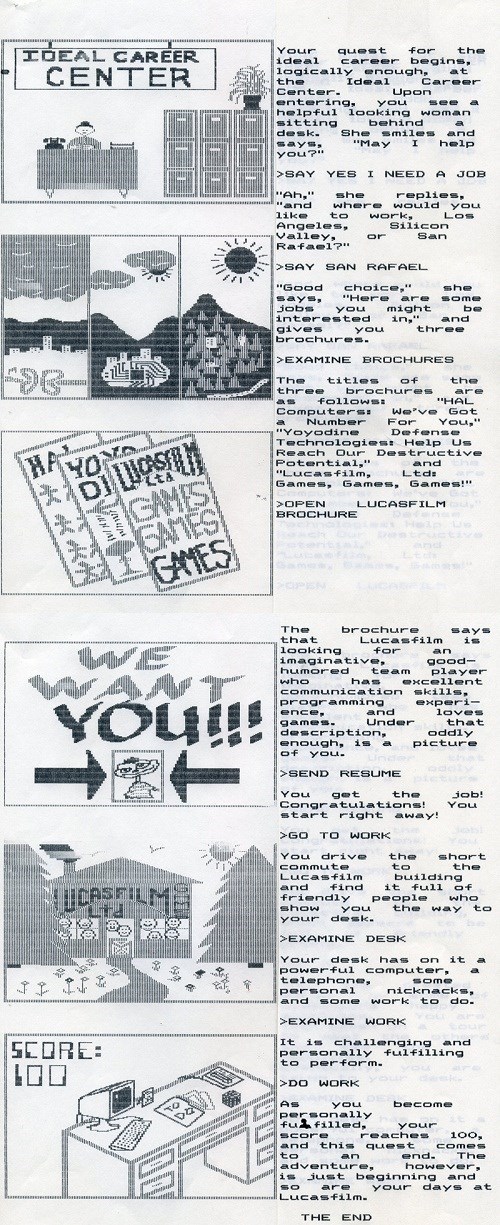 IDEAL CAREER
CENTER
Your quest for the
ideal career begins,
logically enough, at
the Ideal Career
Center. Upon
entering, you see a
helpful looking woman
sitting behind a
desk. She smiles and
says, "May I help
you?"
>SAY YES I NEED A JOB
"Ah," she replies,
"and where would you
like to work, Los
Angeles, Silicon
Valley, or San
Rafael?"
>SAY SAN RAFAEL
"Good choice," she
says, "Here are some
jobs you might be
interested in," and
gives you three
brochures.
>EXAMINE BROCHURES
The titles of the
three brochures are
as follows: "HAL
Computers: We've Got
a Number For You,"
"Yoyodine Defense
Technologies: Help Us
Reach Our Destructive
Potential," and
"Lucasfilm, Ltd:
Games, Games, Games!"
>OPEN LUCASFILM
BROCHURE
HAL
YOYO
DI
LUCASFILM
Ltd
GAMES
GAMES
GAMES
WE
WANT
YOU!!!
The brochure says
that Lucasfilm is
looking for an
imaginative, good-
humored team player
who has excellent
communication skills,
programming experi-
ence, and loves
games. Under that
description, oddly
enough, is a picture
of you.
>SEND RESUME
You get the job!
Congratulations! You
start right away!
>GO TO WORK
You drive the short
commute to the
Lucasfilm building
and find it full of
friendly people who
show you the way to
your desk.
>EXAMINE DESK
Your desk has on it a
powerful computer, a
telephone, some
personal nicknacks,
and some work to do.
>EXAMINE WORK
It is challenging and
personally fulfilling
to perform.
>DO WORK
As you become
personally
fulfilled, your
score reaches 100,
and this quest comes
to an end. The
adventure, however,
is just beginning and
so are your days at
Lucasfilm.
THE END
LUCASFILM
Ltd
SCORE:
100